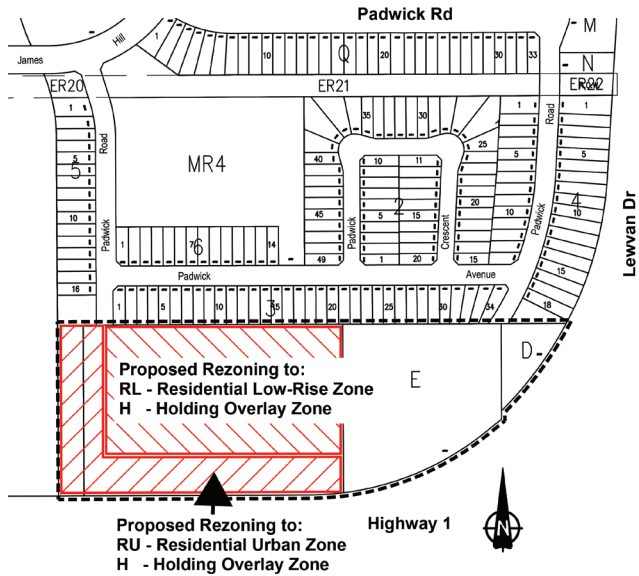 Padwick Rd
M
Hill
1
10
Q
20
30
33
N
James
ER20
ER21
ER22
1
5
5
10
16
Road
Padwick
MR4
35
30
40
45
49
25
20
15
10
11
5
2
15
1
20
Padwick
Crescent
1
5
10
Road
Padwick
1
5
4
10
15
18
Lewvan Dr
1
7
6
14
Padwick
Avenue
1
5
10
3
15
20
25
30
34
D
E
Proposed Rezoning to:
RL - Residential Low-Rise Zone
H - Holding Overlay Zone
Proposed Rezoning to:
RU - Residential Urban Zone
H - Holding Overlay Zone
Highway 1
N